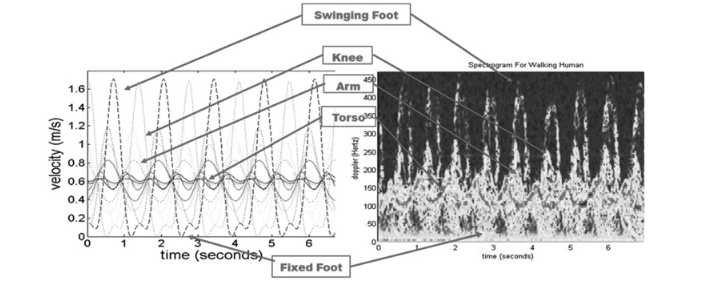 Swinging Foot
Knee
Arm
Torso
Fixed Foot
velocity (m/s)
1.6
1.4
1.2
1
0.8
0.6
0.4
0.2
0
0 1 2 3 4 5 6
time (seconds)
Spectrogram For Walking Human
doppler (Hertz)
450
400
350
300
250
200
150
100
50
0
0 1 2 3 4 5 6
time (seconds)